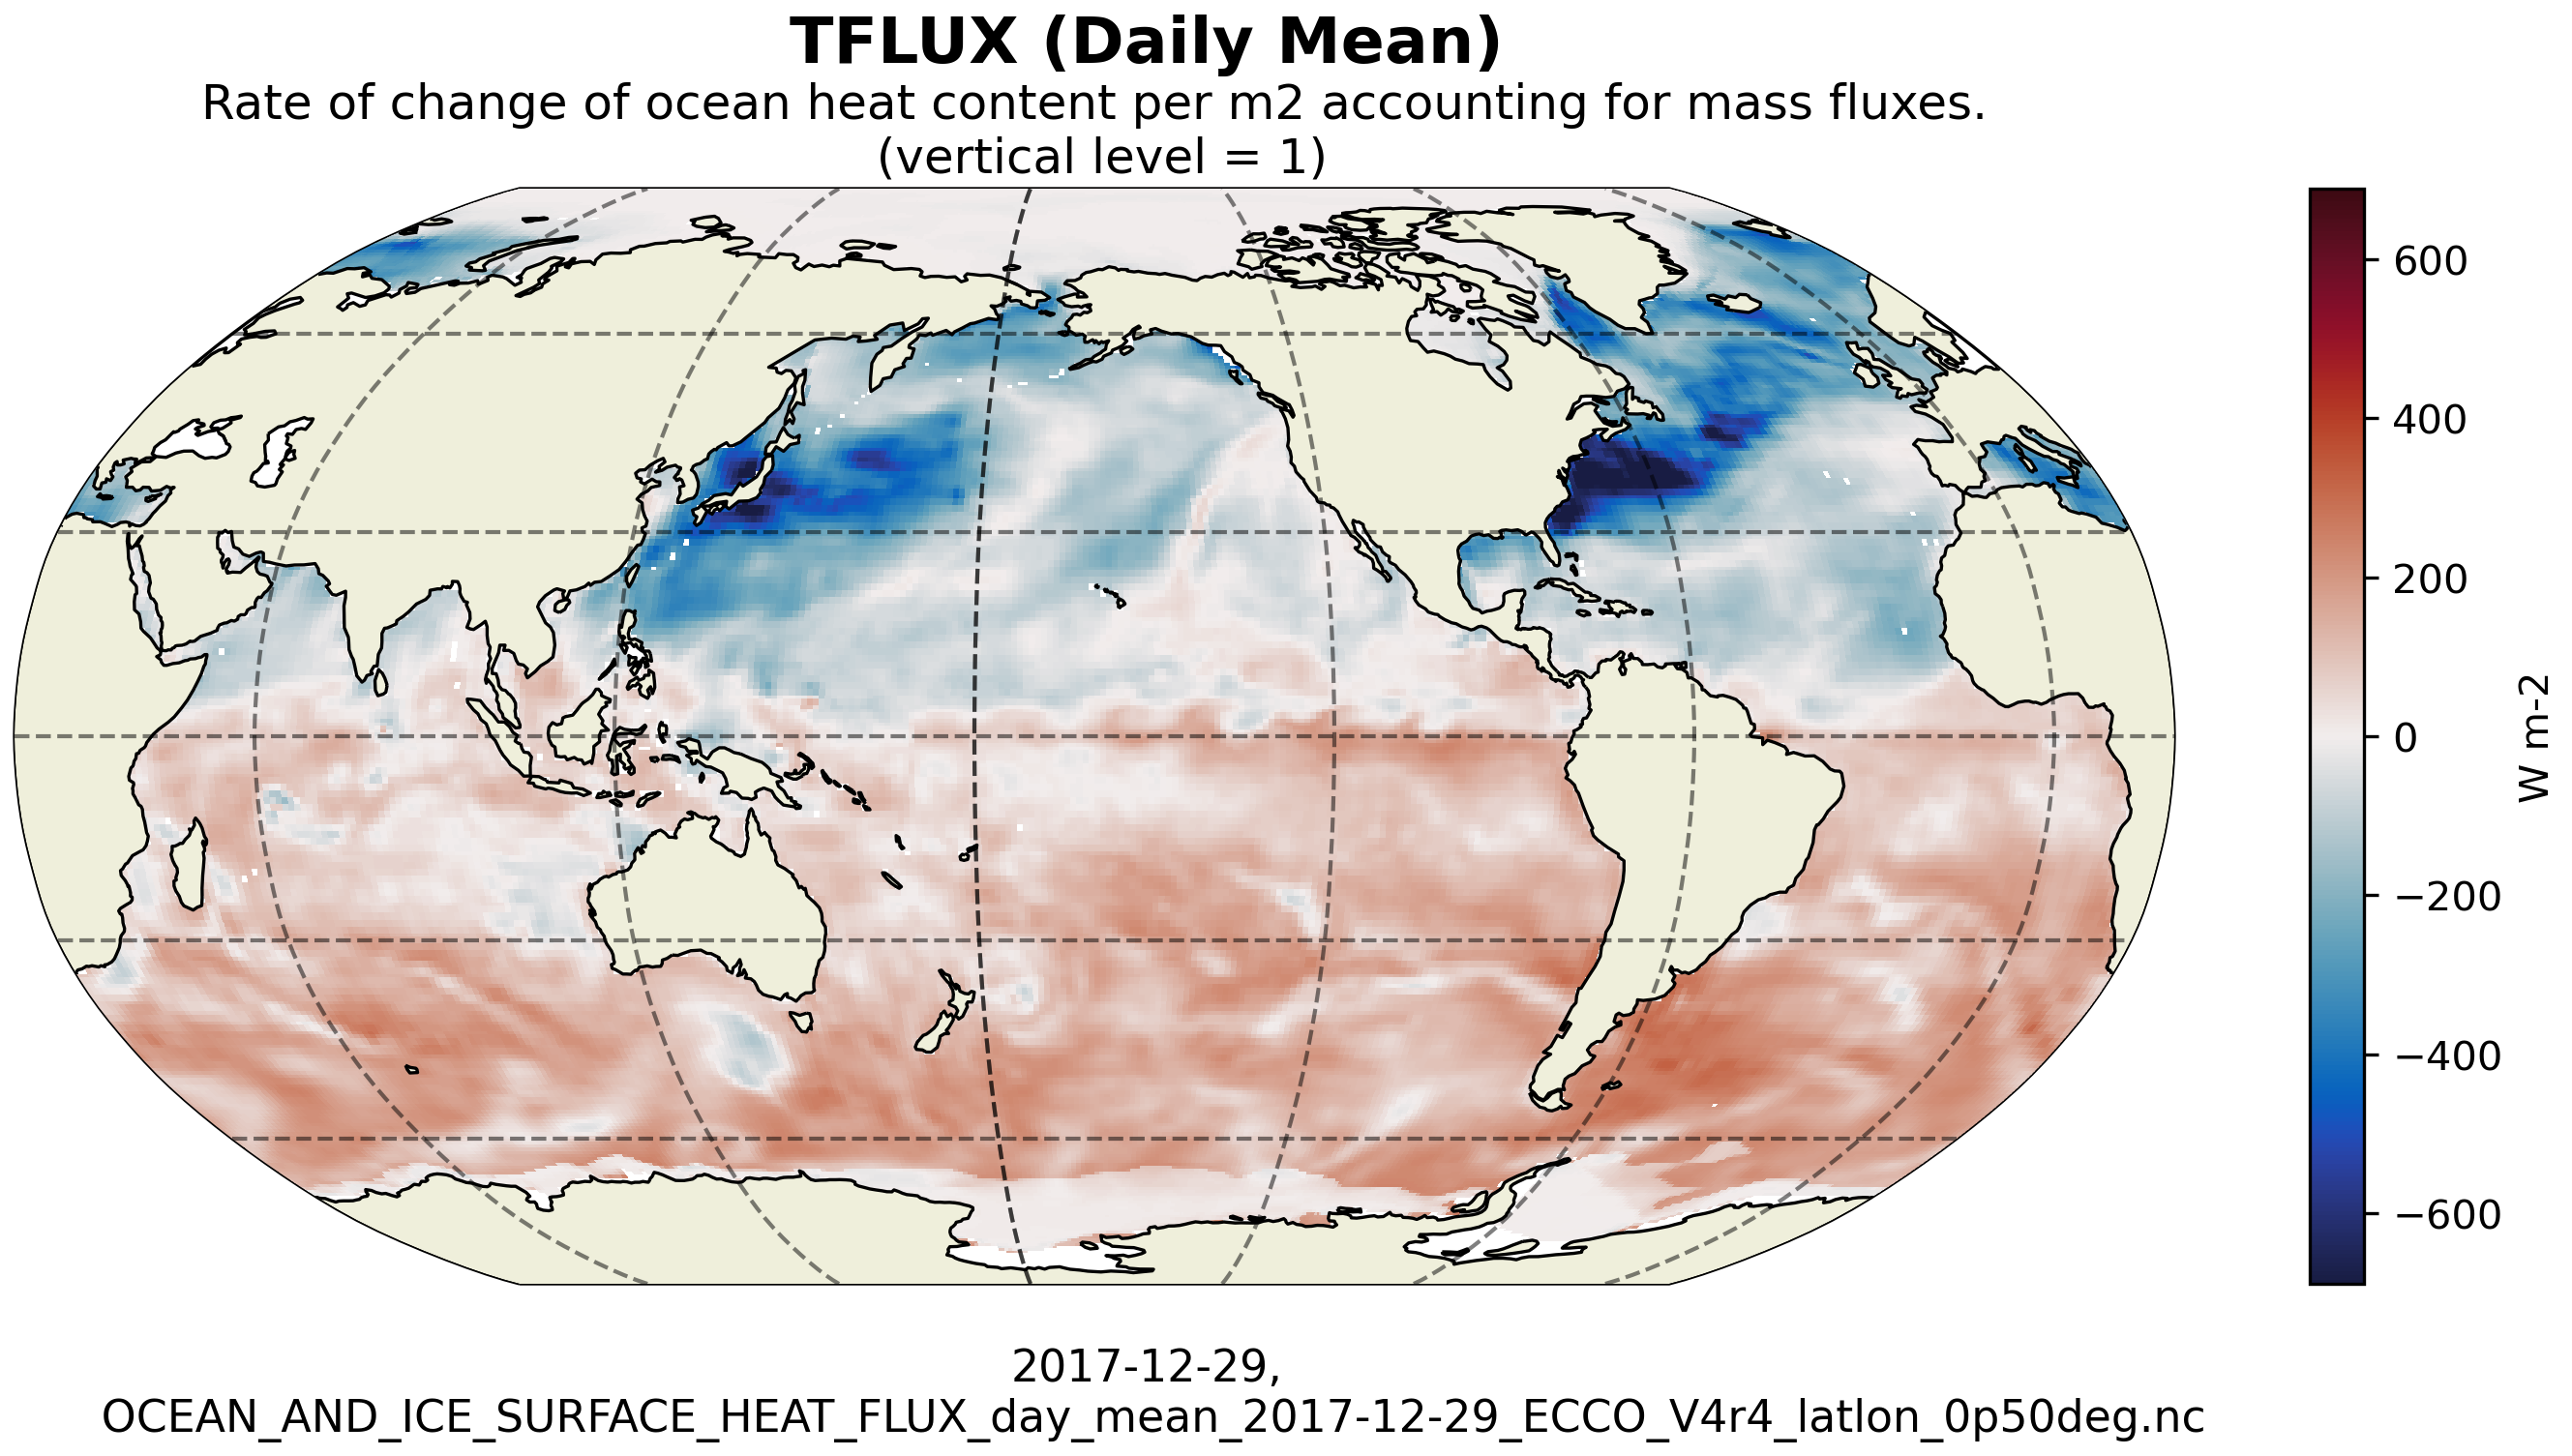 TFLUX (Daily Mean)
Rate of change of ocean heat content per m2 accounting for mass fluxes.
(vertical level = 1)
600
400
200
0
−200
−400
−600
W m-2
2017-12-29,
OCEAN_AND_ICE_SURFACE_HEAT_FLUX_day_mean_2017-12-29_ECCO_V4r4_latlon_0p50deg.nc